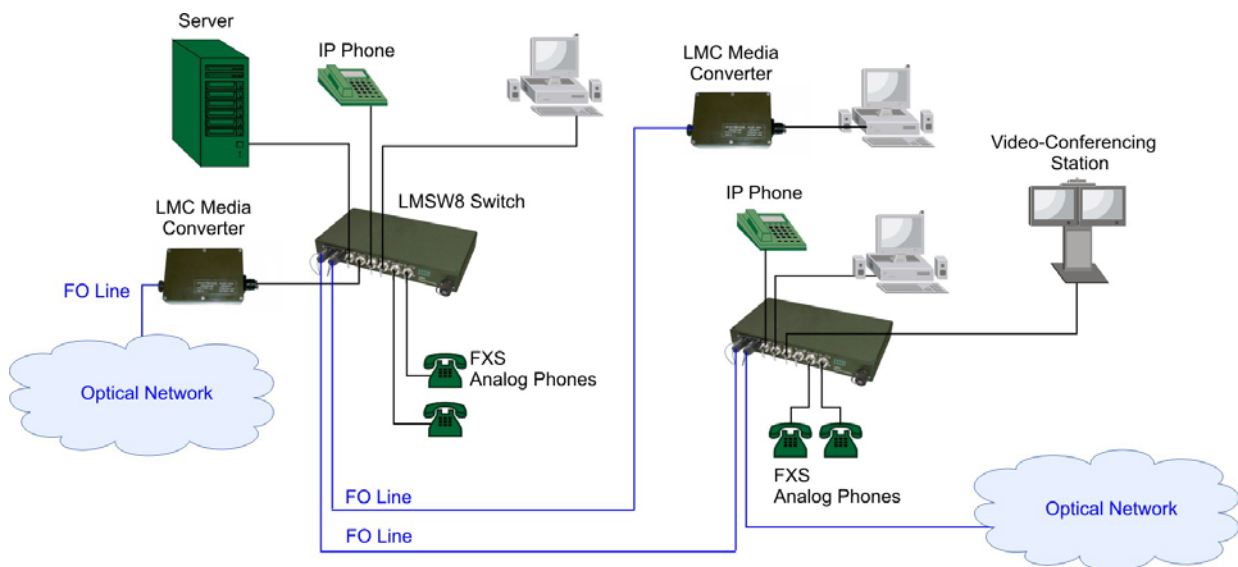 Server
IP Phone
LMC Media
Converter
Video-Conferencing
Station
IP Phone
LMSW8 Switch
LMC Media
Converter
FO Line
Optical Network
FXS
Analog Phones
FXS
Analog Phones
FO Line
FO Line
Optical Network